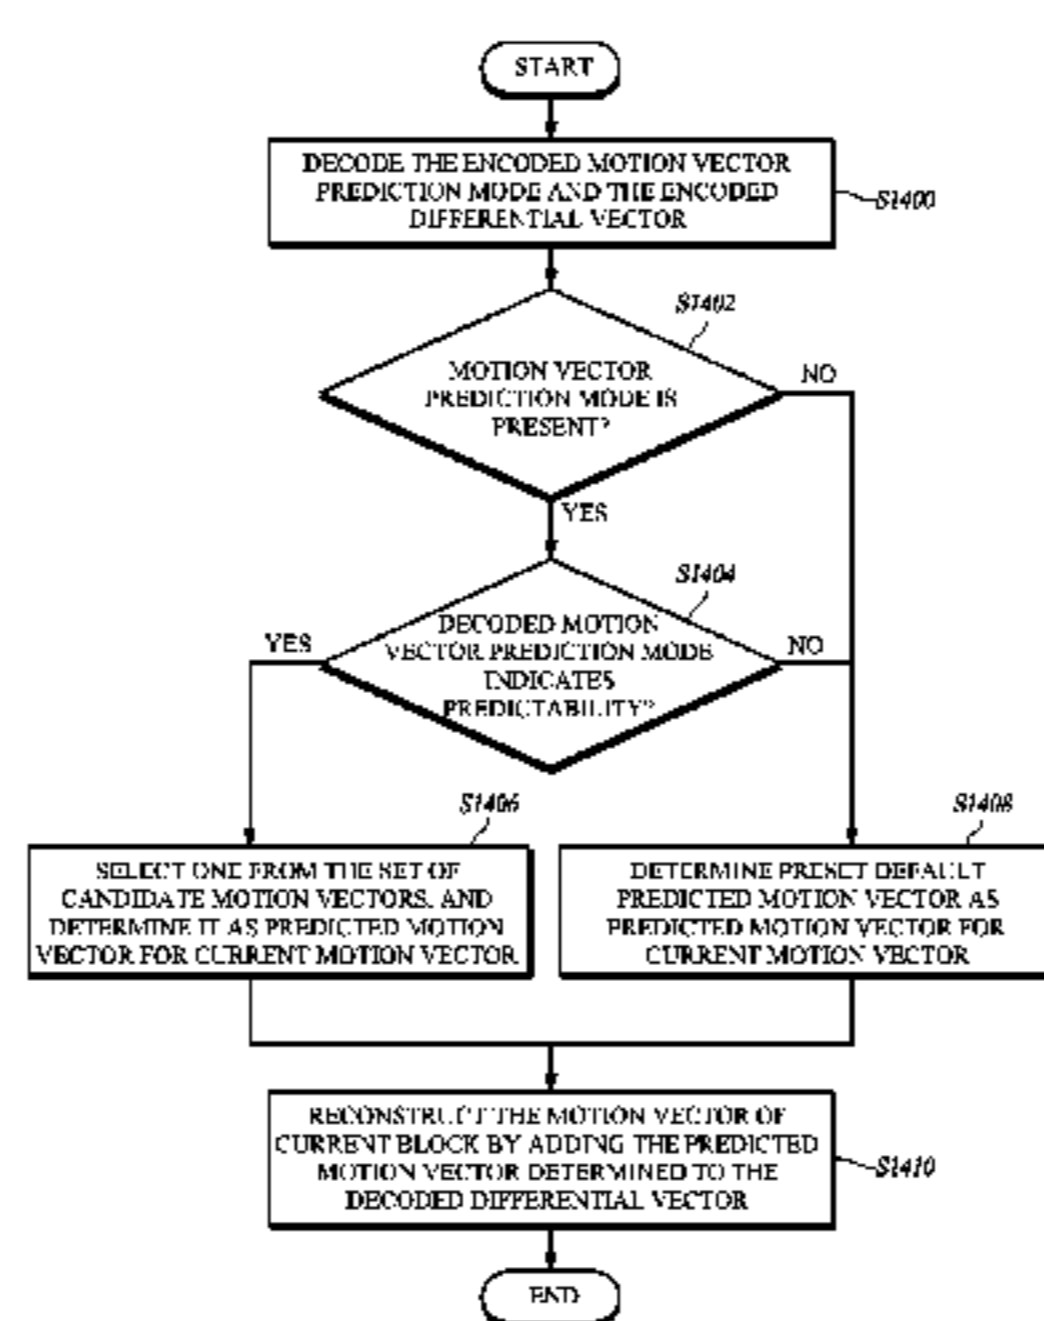 START
DECODE THE ENCODED MOTION VECTOR
PREDICTION MODE AND THE ENCODED
DIFFERENTIAL VECTOR
S1400
S1402
MOTION VECTOR
PREDICTION MODE IS
PRESENT?
NO
YES
S1404
DECODED MOTION
VECTOR PREDICTION MODE
INDICATES
PREDICTABILITY?
YES
NO
S1406
S1408
SELECT ONE FROM THE SET OF
CANDIDATE MOTION VECTORS, AND
DETERMINE IT AS PREDICTED MOTION
VECTOR FOR CURRENT MOTION VECTOR
DETERMINE PRESET DEFAULT
PREDICTED MOTION VECTOR AS
PREDICTED MOTION VECTOR FOR
CURRENT MOTION VECTOR
RECONSTRUCT THE MOTION VECTOR OF
CURRENT BLOCK BY ADDING THE PREDICTED
MOTION VECTOR DETERMINED TO THE
DECODED DIFFERENTIAL VECTOR
S1410
END